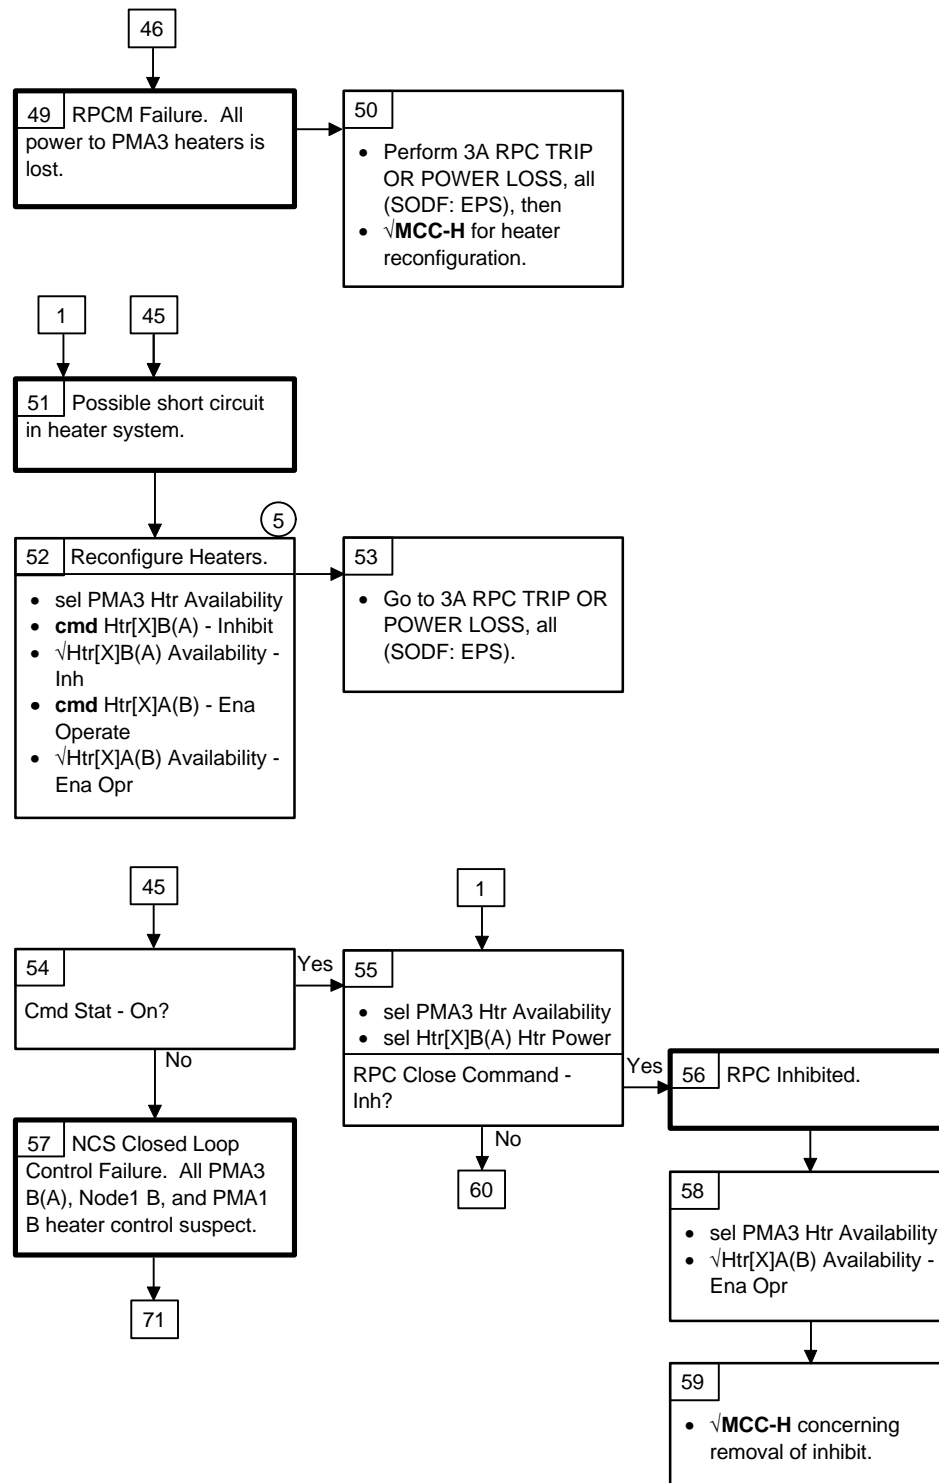 46
49 RPCM Failure. All
power to PMA3 heaters is
lost.
50
• Perform 3A RPC TRIP
OR POWER LOSS, all
(SODF: EPS), then
• √MCC-H for heater
reconfiguration.
1
45
51 Possible short circuit
in heater system.
5
52 Reconfigure Heaters.
• sel PMA3 Htr Availability
• cmd Htr[X]B(A) - Inhibit
• √Htr[X]B(A) Availability -
Inh
• cmd Htr[X]A(B) - Ena
Operate
• √Htr[X]A(B) Availability -
Ena Opr
53
• Go to 3A RPC TRIP OR
POWER LOSS, all
(SODF: EPS).
45
54
Cmd Stat - On?
Yes
No
1
55
• sel PMA3 Htr Availability
• sel Htr[X]B(A) Htr Power
RPC Close Command -
Inh?
Yes
No
60
56 RPC Inhibited.
57 NCS Closed Loop
Control Failure. All PMA3
B(A), Node1 B, and PMA1
B heater control suspect.
71
58
• sel PMA3 Htr Availability
• √Htr[X]A(B) Availability -
Ena Opr
59
• √MCC-H concerning
removal of inhibit.